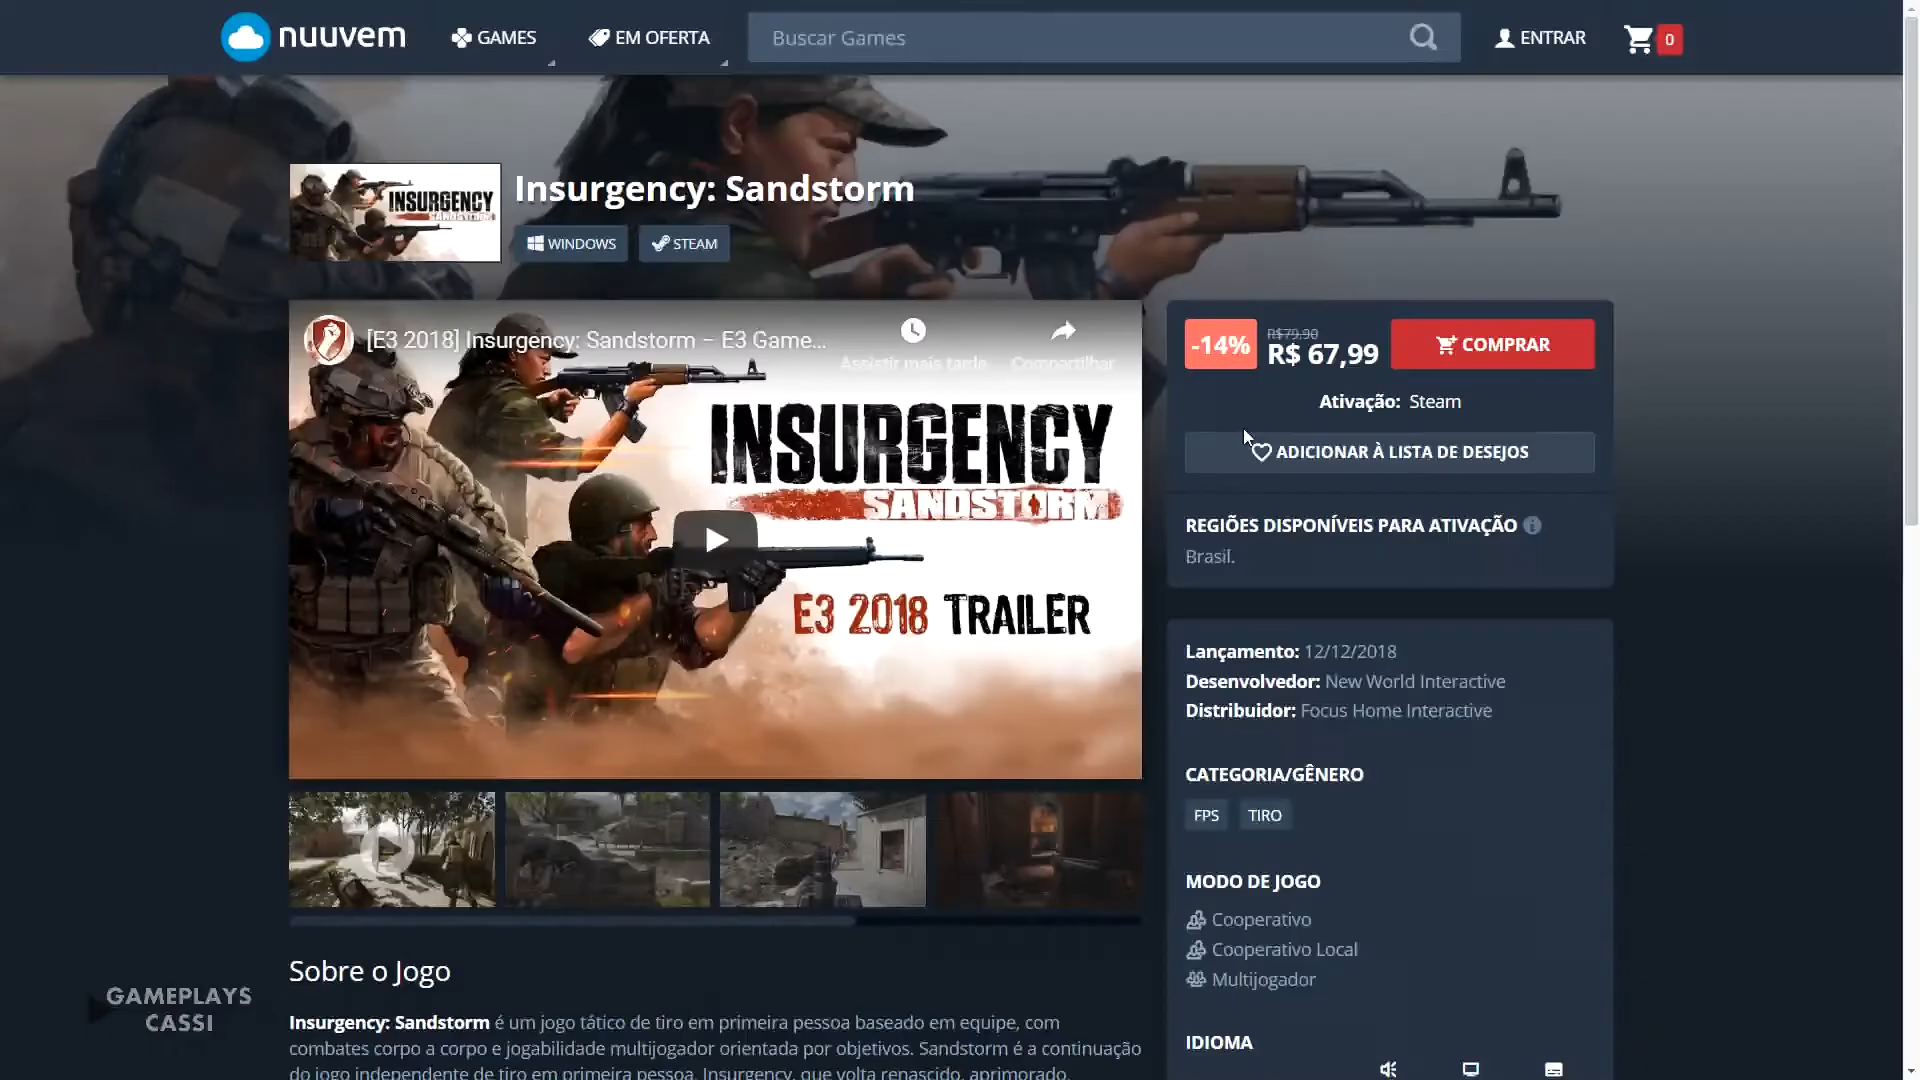 nuuvem
GAMES
EM OFERTA
Buscar Games
ENTRAR
0
INSURGENCY
SANDSTORM
Insurgency: Sandstorm
WINDOWS
STEAM
[E3 2018] Insurgency: Sandstorm – E3 Game...
Assistir mais tarde
Compartilhar
INSURGENCY
SANDSTORM
E3 2018 TRAILER
-14%
R$79,90
R$ 67,99
COMPRAR
Ativação: Steam
ADICIONAR À LISTA DE DESEJOS
REGIÕES DISPONÍVEIS PARA ATIVAÇÃO
Brasil.
Lançamento: 12/12/2018
Desenvolvedor: New World Interactive
Distribuidor: Focus Home Interactive
CATEGORIA/GÊNERO
FPS
TIRO
MODO DE JOGO
Cooperativo
Cooperativo Local
Multijogador
IDIOMA
Sobre o Jogo
Insurgency: Sandstorm é um jogo tático de tiro em primeira pessoa baseado em equipe, com
combates corpo a corpo e jogabilidade multijogador orientada por objetivos. Sandstorm é a continuação
do jogo independente de tiro em primeira pessoa, Insurgency, que volta renascido, aprimorado,
GAMEPLAYS
CASSI